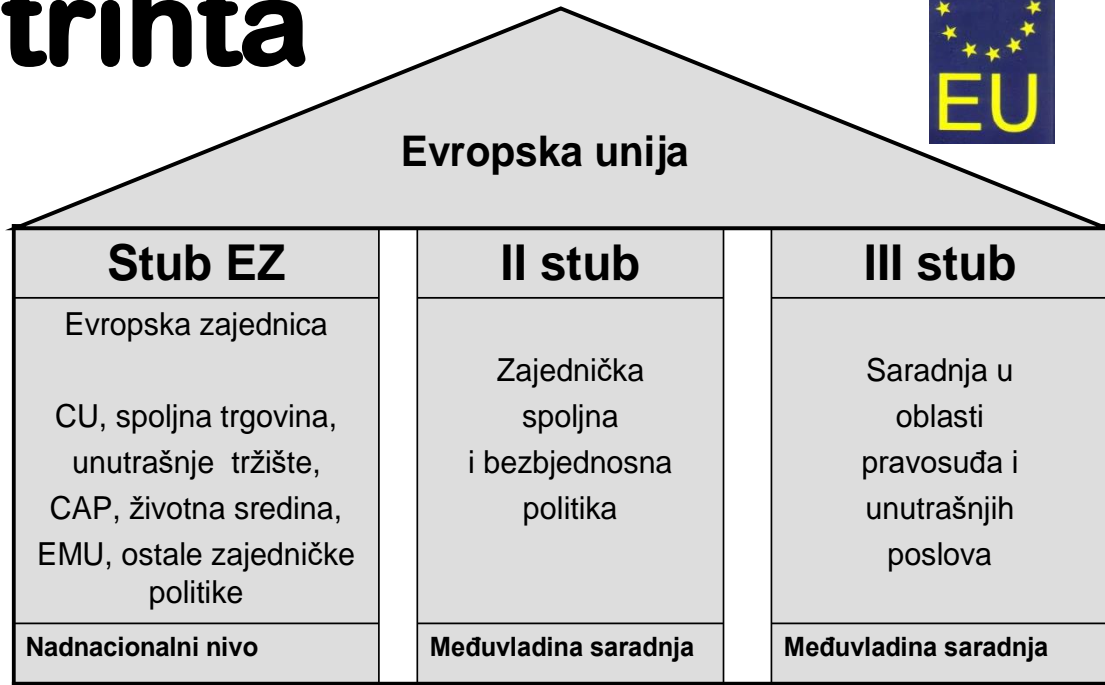 trihta
EU
Evropska unija
Stub EZ
Evropska zajednica
CU, spoljna trgovina,
unutrašnje tržište,
CAP, životna sredina,
EMU, ostale zajedničke
politike
Nadnacionalni nivo
II stub
Zajednička
spoljna
i bezbjednosna
politika
Međuvladina saradnja
III stub
Saradnja u
oblasti
pravosuđa i
unutrašnjih
poslova
Međuvladina saradnja